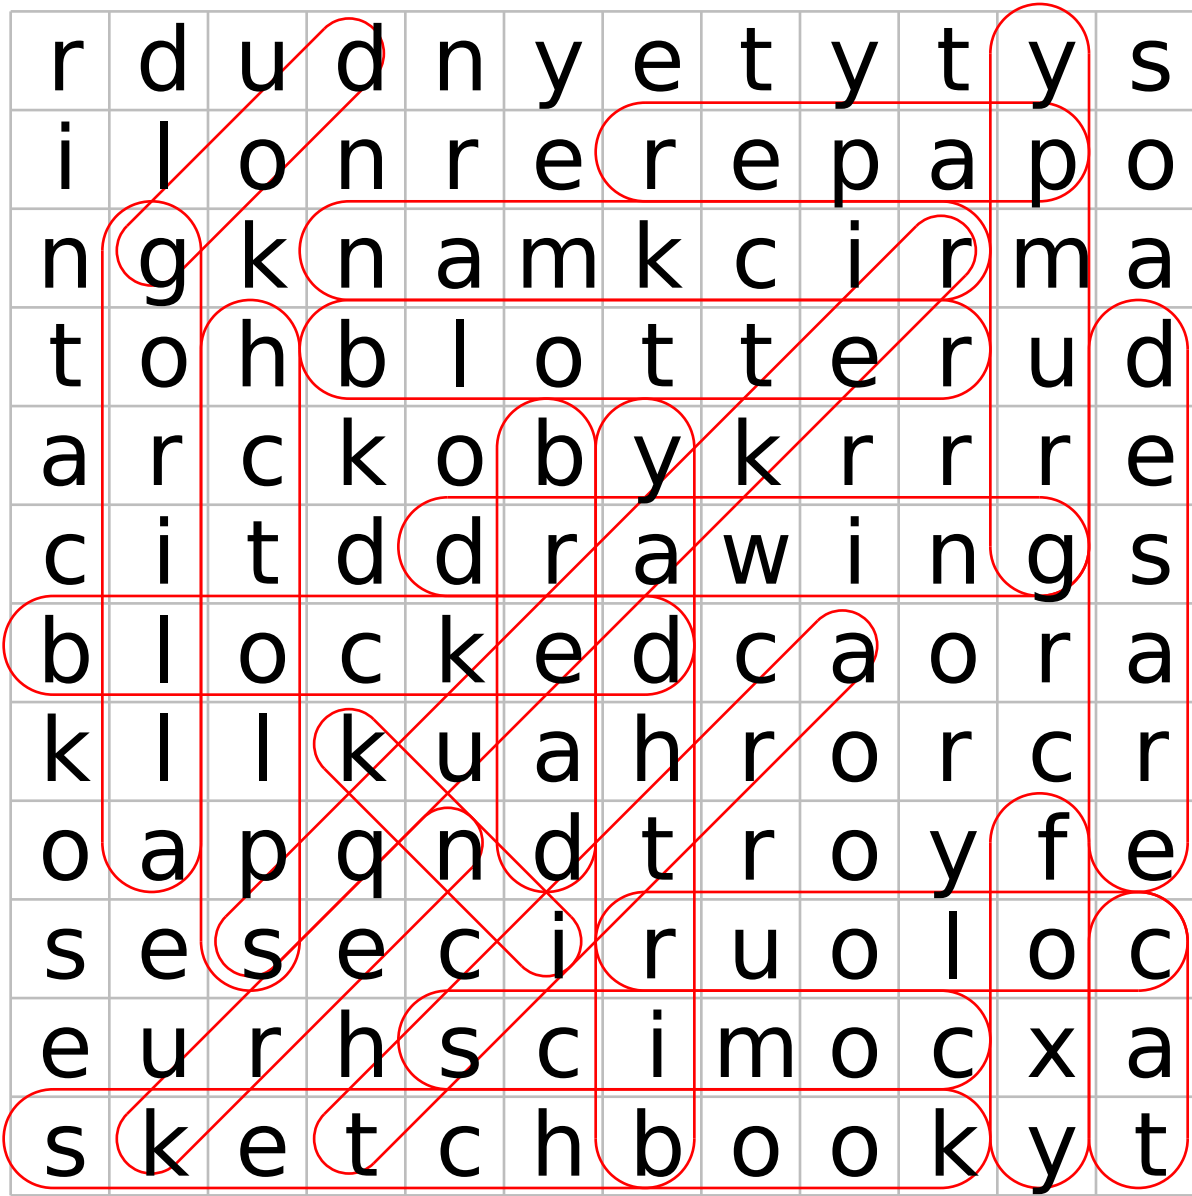 r d u d n y e t y t y s
i l o n r e r e p a p o
n g k n a m k c i r m a
t o h b l o t t e r u d
a r c k o b y k r r r e
c i t d d r a w i n g s
b l o c k e d c a o r a
k l l k u a h r o r c r
o a p q n d t r o y f e
s e s e c i r u o l o c
e u r h s c i m o c x a
s k e t c h b o o k y t